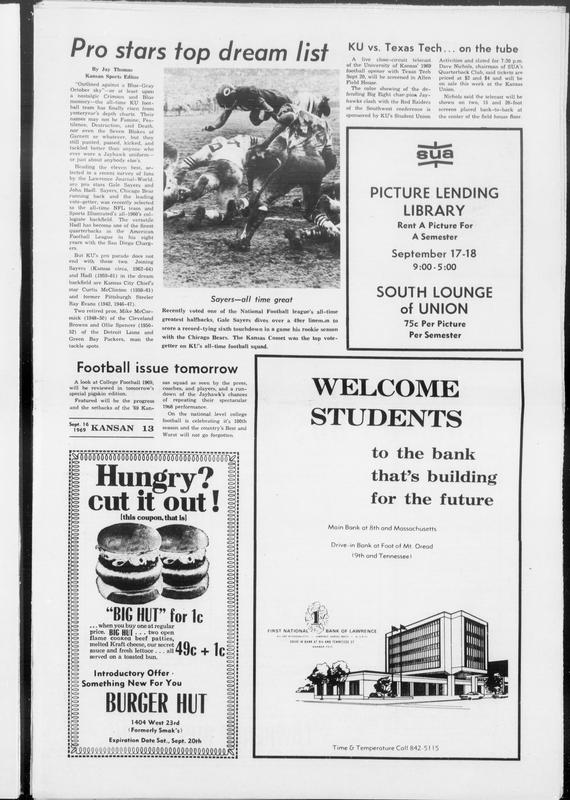 Pro stars top dream list
By Jay Thomas
Kansan Sports Editor
"Outlined against a Blue-Gray
October sky"—or at least upon
a nostalgic Crimson and Blue
memory—the all-time KU foot-
ball team has finally risen from
yesteryear's depth charts. Their
names may not be Famine, Pes-
tilence, Destruction, and Death,
nor even the Seven Blokes of
Garnett or whatever, but they
still punted, passed, kicked, and
tackled better than anyone who
ever wore a Jayhawk uniform—
or just about anybody else's.
Heading the eleven best, se-
lected in a recent survey of fans
by the Lawrence Journal-World,
are pro stars Gale Sayers and
John Hadl. Sayers, Chicago Bear
running back and the leading
vote-getter, was recently selected
to the all-time NFL team and
Sports Illustrated's all-1960's col-
legiate backfield. The versatile
Hadl has become one of the finest
quarterbacks in the American
Football League in his eight
years with the San Diego Charg-
ers.
But KU's pro parade does not
end with these two. Joining
Sayers (Kansas circa, 1962-64)
and Hadl (1959-61) in the dream
backfield are Kansas City Chief's
star Curtis McClinton (1959-61)
and former Pittsburgh Steeler
Ray Evans (1942, 1946-47).
Two retired pros, Mike McCor-
mick (1948-50) of the Cleveland
Browns and Ollie Spencer (1950-
52) of the Detroit Lions and
Green Bay Packers, man the
tackle spots.
Sayers—all time great
Recently voted one of the National Football league's all-time
greatest halfbacks, Gale Sayers dives over a 49er lineman to
score a record-tying sixth touchdown in a game his rookie season
with the Chicago Bears. The Kansas Comet was the top vote-
getter on KU's all-time football squad.
KU vs. Texas Tech... on the tube
A live close-circuit telecast
of the University of Kansas' 1969
football opener with Texas Tech
Sept 20, will be screened in Allen
Field House.
The color showing of the de-
fending Big Eight champion Jay-
hawks clash with the Red Raiders
of the Southwest conference is
sponsored by KU's Student Union
Activities and slated for 7:30 p.m.
Dave Nichols, chairman of SUA's
Quarterback Club, said tickets are
priced at $3 and $4 and will be
on sale this week at the Kansas
Union.
Nichols said the telecast will be
shown on two, 15 and 20-foot
screens placed back-to-back at
the center of the field house floor.
sua
PICTURE LENDING
LIBRARY
Rent A Picture For
A Semester
September 17-18
9:00-5:00
SOUTH LOUNGE
of UNION
75c Per Picture
Per Semester
Football issue tomorrow
A look at College Football 1969,
will be reviewed in tomorrow's
special pigskin edition.
Featured will be the progress
and the setbacks of the '69 Kan-
sas squad as seen by the press,
coaches, and players, and a run-
down of the Jayhawk's chances
of repeating their spectacular
1968 performance.
On the national level college
football is celebrating it's 100th
season and the country's Best and
Worst will not go forgotten.
Sept. 16
1969 KANSAN 13
Hungry?
cut it out!
(this coupon, that is)
"BIG HUT" for 1c
...when you buy one at regular
price. BIG HUT... two open
flame cooked beef patties,
melted Kraft cheese, our secret
sauce and fresh lettuce... all
served on a toasted bun.
49c + 1c
Introductory Offer ·
Something New For You
BURGER HUT
1404 West 23rd
(Formerly Smak's)
Expiration Date Sat., Sept. 20th
WELCOME
STUDENTS
to the bank
that's building
for the future
Main Bank at 8th and Massachusetts
Drive-in Bank at Foot of Mt. Oread
(9th and Tennessee)
1
FIRST NATIONAL BANK OF LAWRENCE
DRIVE IN BANK AT 9th AND TENNESSEE ST.
MEMBER FDIC
Time & Temperature Call 842-5115